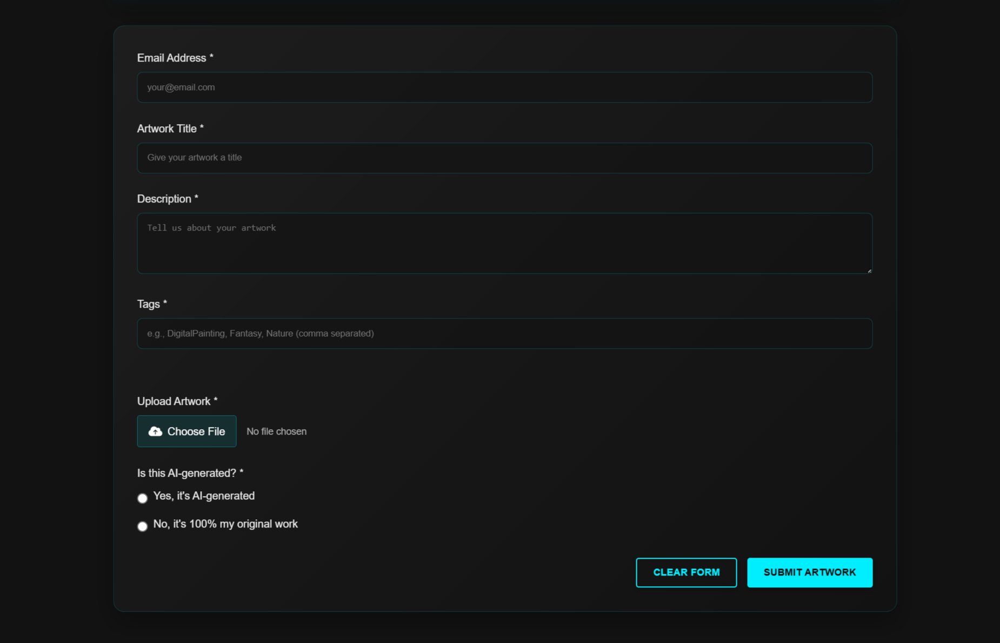 Email Address *
your@email.com
Artwork Title *
Give your artwork a title
Description *
Tell us about your artwork
Tags *
e.g., DigitalPainting, Fantasy, Nature (comma separated)
Upload Artwork *
Choose File
No file chosen
Is this AI-generated? *
Yes, it's AI-generated
No, it's 100% my original work
CLEAR FORM
SUBMIT ARTWORK